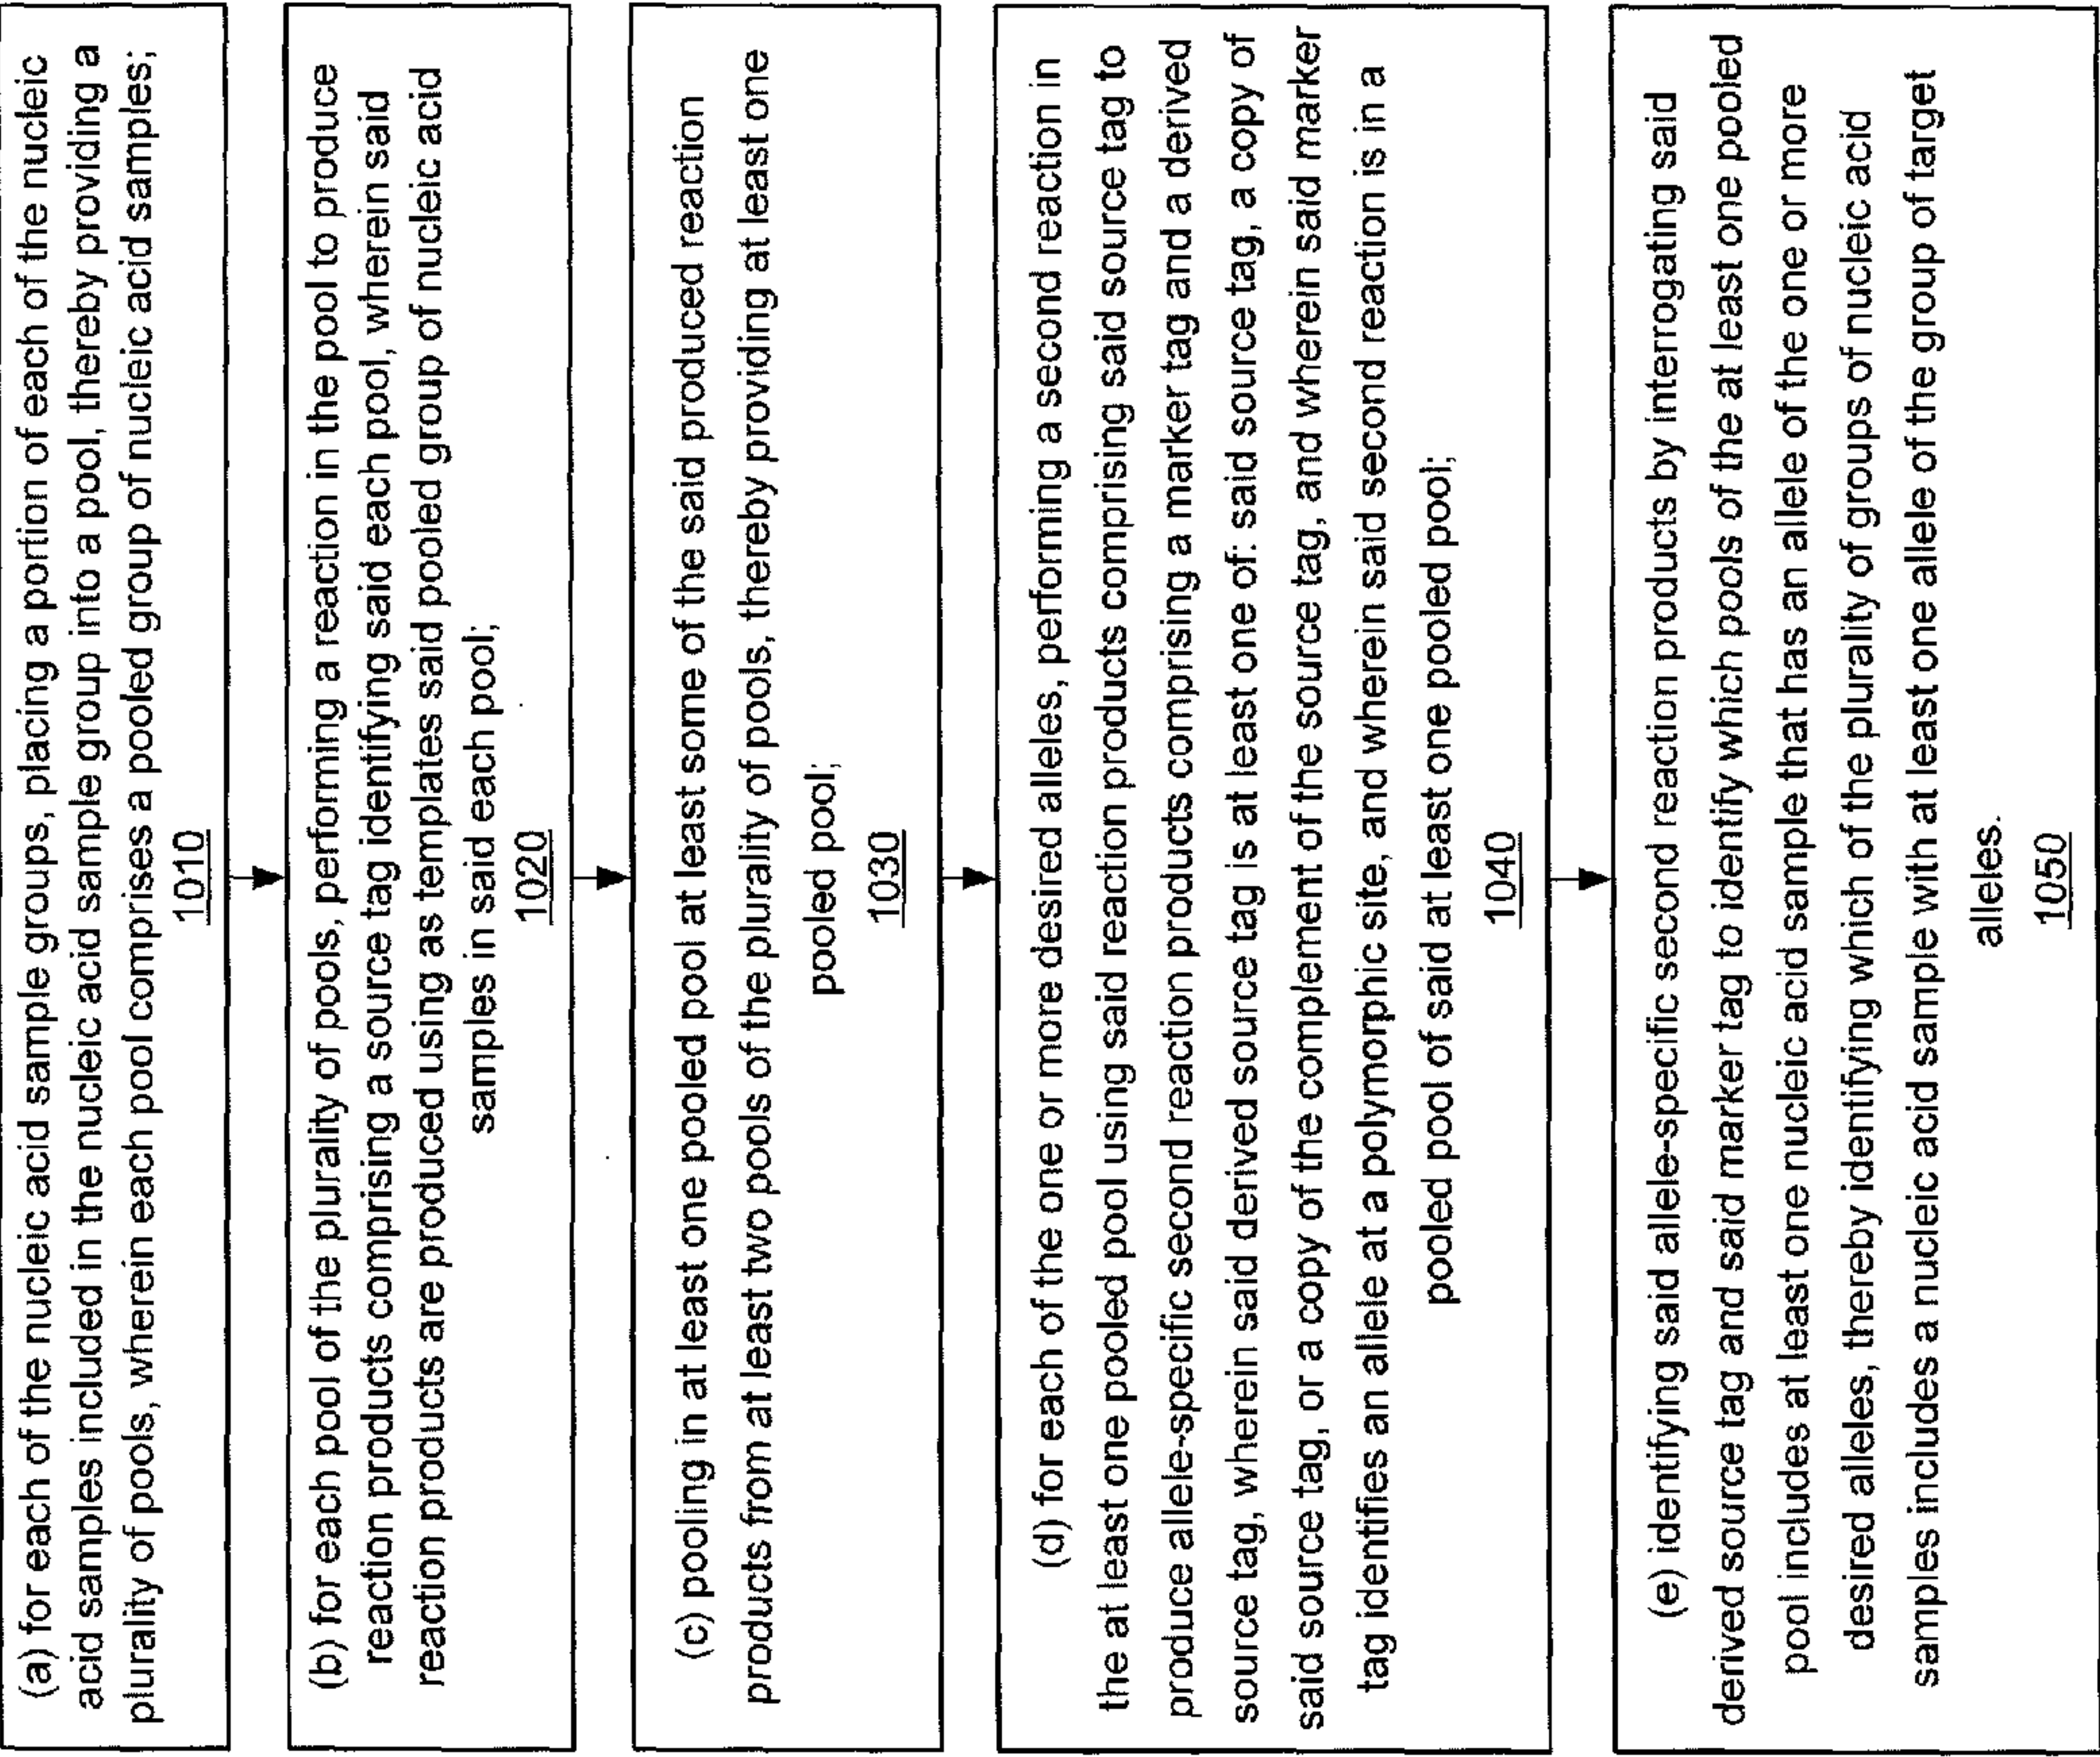 (a) for each of the nucleic acid sample groups, placing a portion of each of the nucleic
acid samples included in the nucleic acid sample group into a pool, thereby providing a
plurality of pools, wherein each pool comprises a pooled group of nucleic acid samples;
1010
(b) for each pool of the plurality of pools, performing a reaction in the pool to produce
reaction products comprising a source tag identifying said each pool, wherein said
reaction products are produced using as templates said pooled group of nucleic acid
samples in said each pool;
1020
(c) pooling in at least one pooled pool at least some of the said produced reaction
products from at least two pools of the plurality of pools, thereby providing at least one
pooled pool;
1030
(d) for each of the one or more desired alleles, performing a second reaction in
the at least one pooled pool using said reaction products comprising said source tag to
produce allele-specific second reaction products comprising a marker tag and a derived
source tag, wherein said derived source tag is at least one of: said source tag, a copy of
said source tag, or a copy of the complement of the source tag, and wherein said marker
tag identifies an allele at a polymorphic site, and wherein said second reaction is in a
pooled pool of said at least one pooled pool;
1040
(e) identifying said allele-specific second reaction products by interrogating said
derived source tag and said marker tag to identify which pools of the at least one pooled
pool includes at least one nucleic acid sample that has an allele of the one or more
desired alleles, thereby identifying which of the plurality of groups of nucleic acid
samples includes a nucleic acid sample with at least one allele of the group of target
alleles.
1050